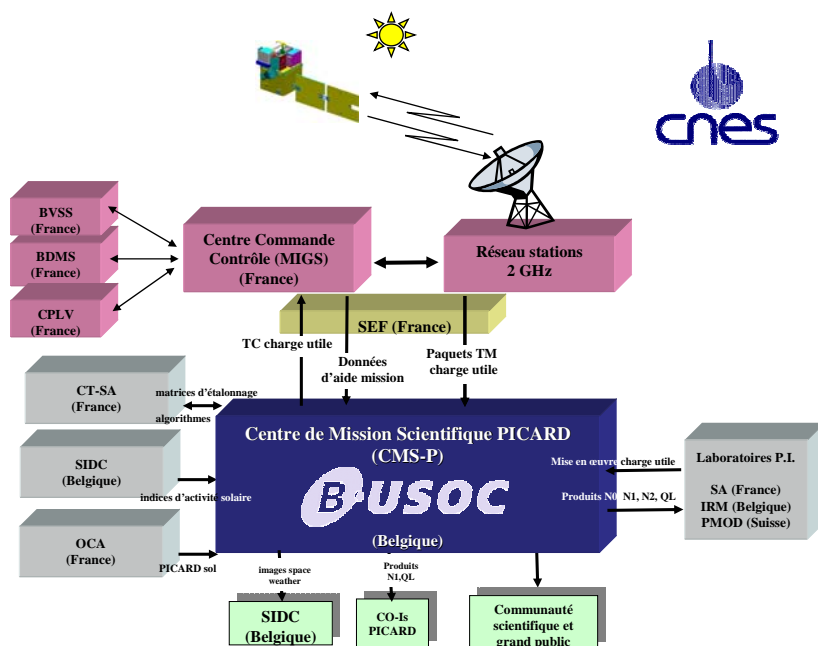 cnes
BVSS
(France)
BDMS
(France)
CPLV
(France)
Centre Commande
Contrôle (MIGS)
(France)
Réseau stations
2 GHz
SEF (France)
TC charge utile
Données
d'aide mission
Paquets TM
charge utile
CT-SA
(France)
matrices d'étalonnage
algorithmes
SIDC
(Belgique)
indices d'activité solaire
OCA
(France)
PICARD sol
Centre de Mission Scientifique PICARD
(CMS-P)
B-USOC
(Belgique)
Mise en œuvre charge utile
Produits N0, N1, N2, QL
Laboratoires P.I.
SA (France)
IRM (Belgique)
PMOD (Suisse)
images space
weather
Produits
N1,QL
SIDC
(Belgique)
CO-Is
PICARD
Communauté
scientifique et
grand public